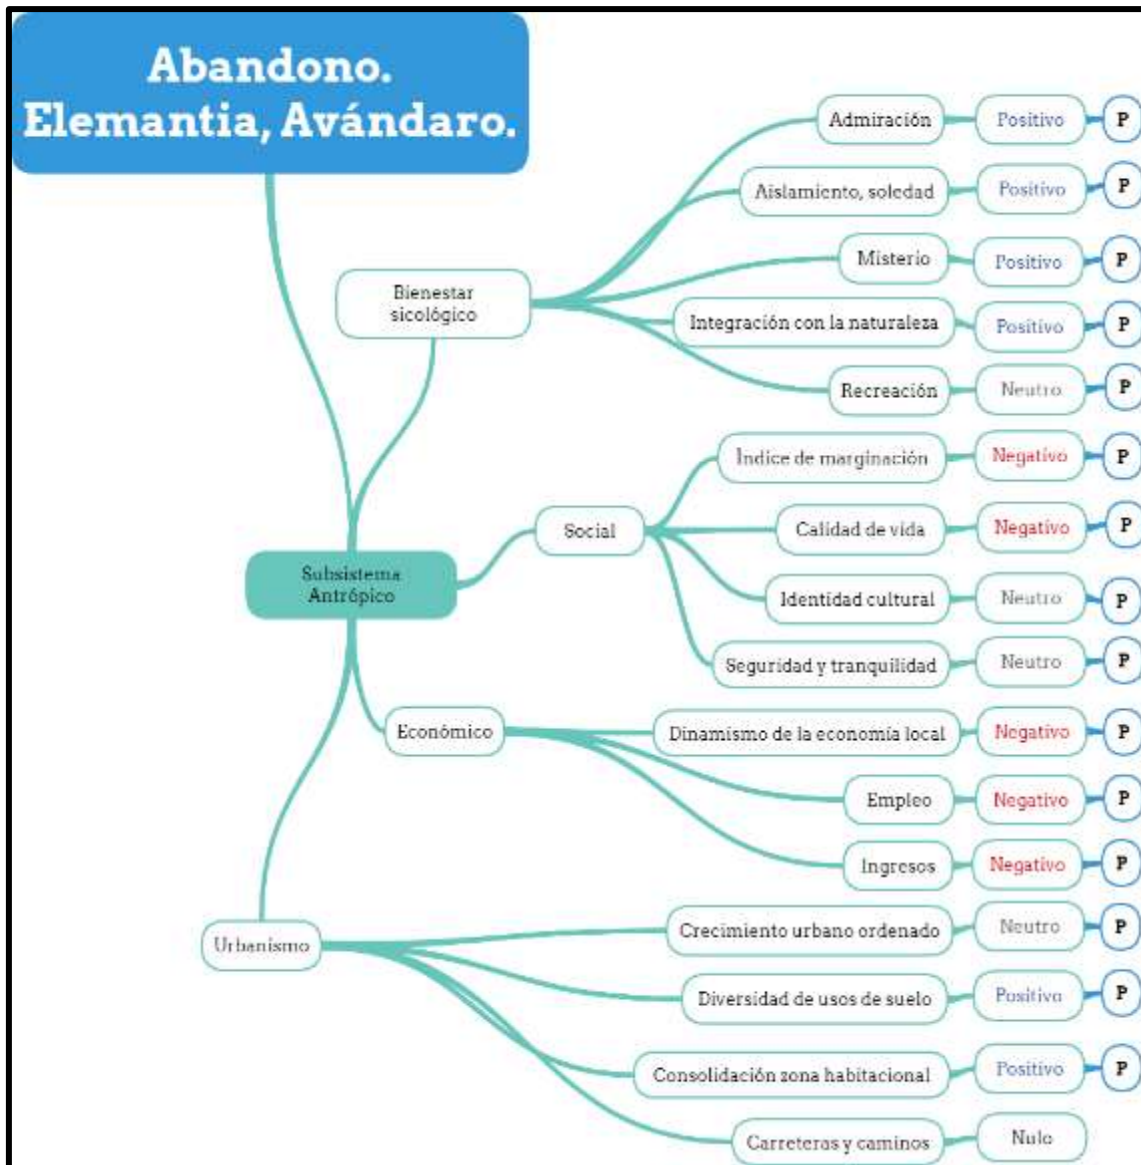 Abandono.
Elemantia, Avándaro.
Subsistema
Antrópico
Bienestar
sicológico
Admiración Positivo P
Aislamiento, soledad Positivo P
Misterio Positivo P
Integración con la naturaleza Positivo P
Recreación Neutro P
Social
Indice de marginación Negativo P
Calidad de vida Negativo P
Identidad cultural Neutro P
Seguridad y tranquilidad Neutro P
Económico
Dinamismo de la economía local Negativo P
Empleo Negativo P
Ingresos Negativo P
Urbanismo
Crecimiento urbano ordenado Neutro P
Diversidad de usos de suelo Positivo P
Consolidación zona habitacional Positivo P
Carreteras y caminos Nulo